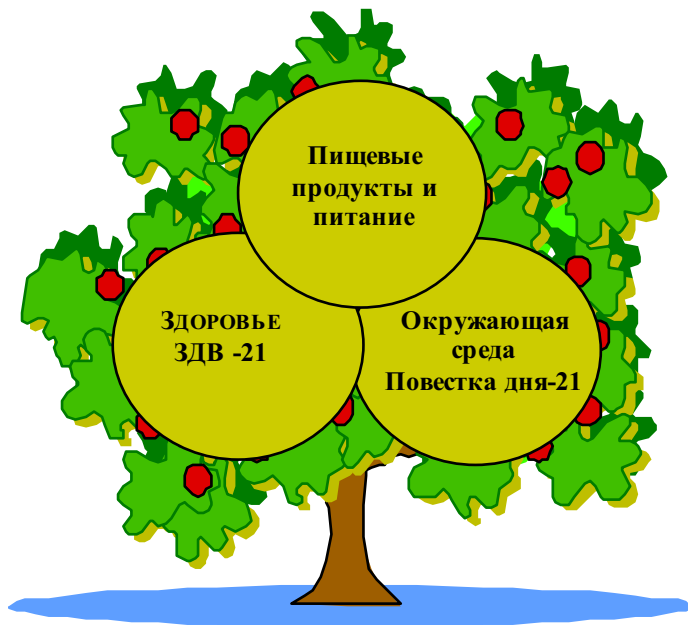 Пищевые
продукты и
питание
ЗДОРОВЬЕ
ЗДВ -21
Окружающая
среда
Повестка дня-21